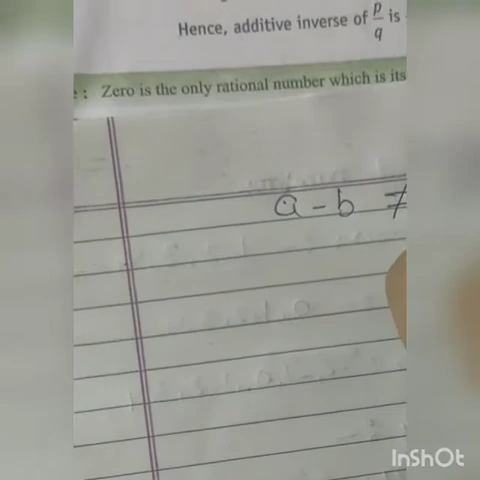 Hence, additive inverse of p/q is
: Zero is the only rational number which is its
a - b ≠
InShOt